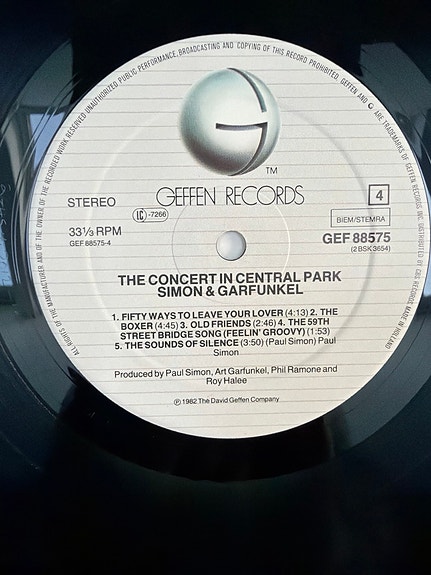 ALL RIGHTS OF THE MANUFACTURER AND OF THE OWNER OF THE RECORDED WORK RESERVED UNAUTHORIZED PUBLIC PERFORMANCE, BROADCASTING AND COPYING OF THIS RECORD PROHIBITED. GEFFEN AND G ARE TRADEMARKS OF GEFFEN RECORDS INC. DISTRIBUTED BY CBS RECORDS MADE IN HOLLAND
TM
GEFFEN RECORDS
STEREO
4
LC -7266
BIEM/STEMRA
33⅓ RPM
GEF 88575
GEF 88575-4
(2 BSK 3654)
THE CONCERT IN CENTRAL PARK
SIMON & GARFUNKEL
1. FIFTY WAYS TO LEAVE YOUR LOVER (4:13) 2. THE
BOXER (4:45) 3. OLD FRIENDS (2:46) 4. THE 59TH
STREET BRIDGE SONG (FEELIN' GROOVY) (1:53)
5. THE SOUNDS OF SILENCE (3:50) (Paul Simon) Paul
Simon
Produced by Paul Simon, Art Garfunkel, Phil Ramone and
Roy Halee
℗ 1982 The David Geffen Company